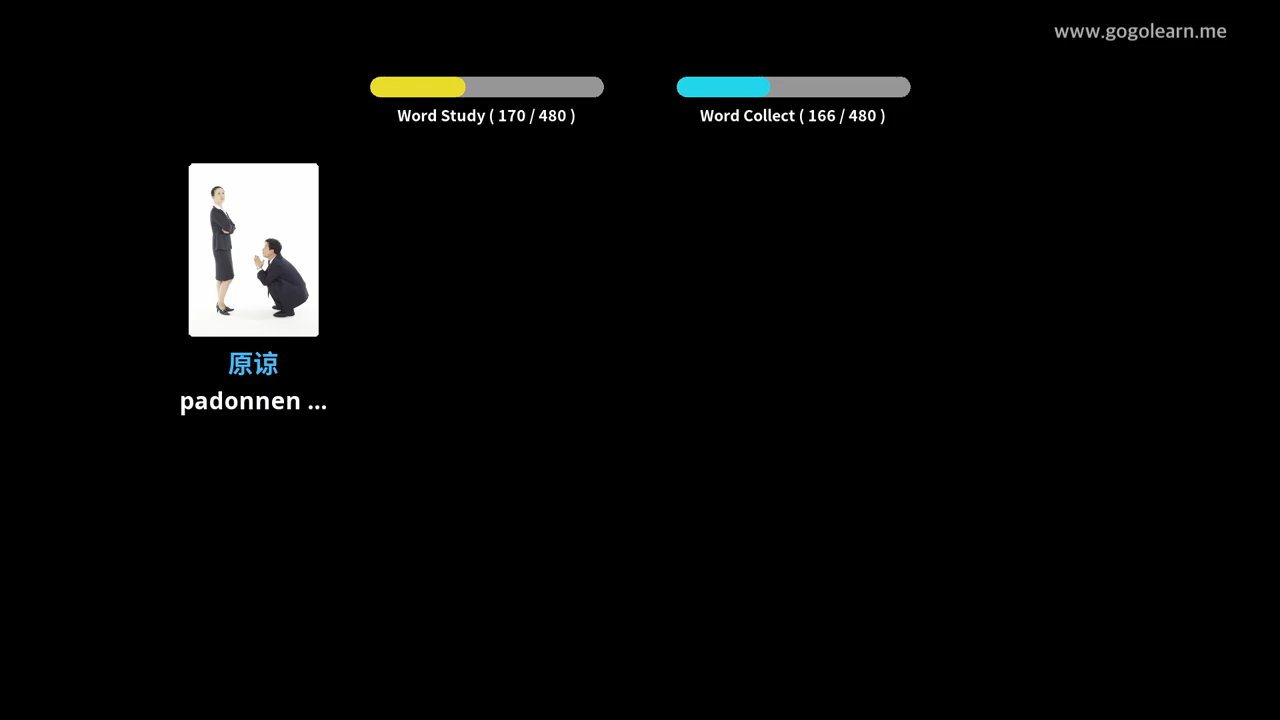 www.gogolearn.me
Word Study ( 170 / 480 )
Word Collect ( 166 / 480 )
原谅
padonnen ...